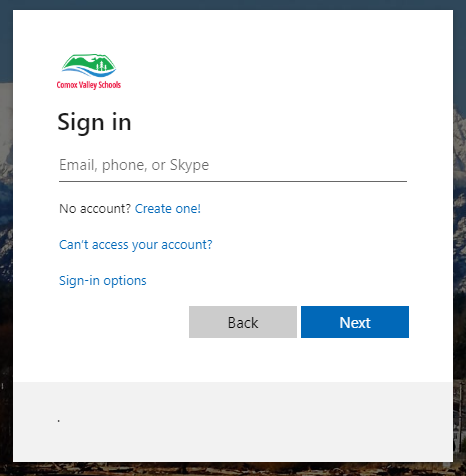 Comox Valley Schools
Sign in
Email, phone, or Skype
No account? Create one!
Can't access your account?
Sign-in options
Back
Next
.